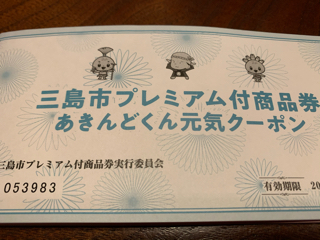 三島市プレミアム付商品券
あきんどくん元気クーポン
三島市プレミアム付商品券実行委員会
053983
有効期限 20